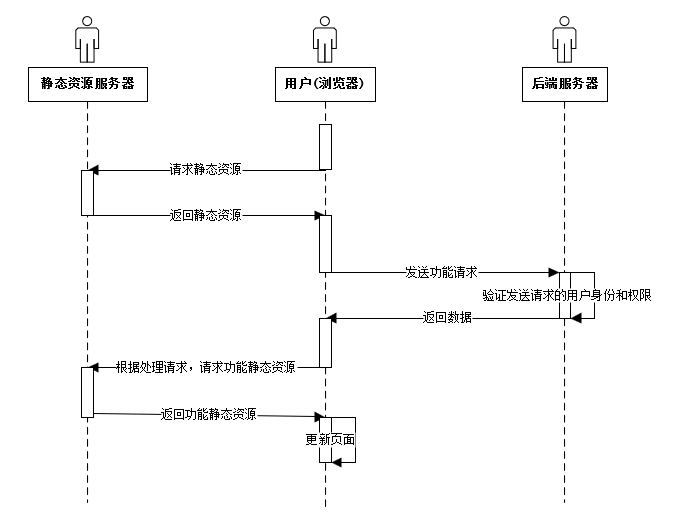 静态资源服务器
用户(浏览器)
后端服务器
请求静态资源
返回静态资源
发送功能请求
验证发送请求的用户身份和权限
返回数据
根据处理请求，请求功能静态资源
返回功能静态资源
更新页面